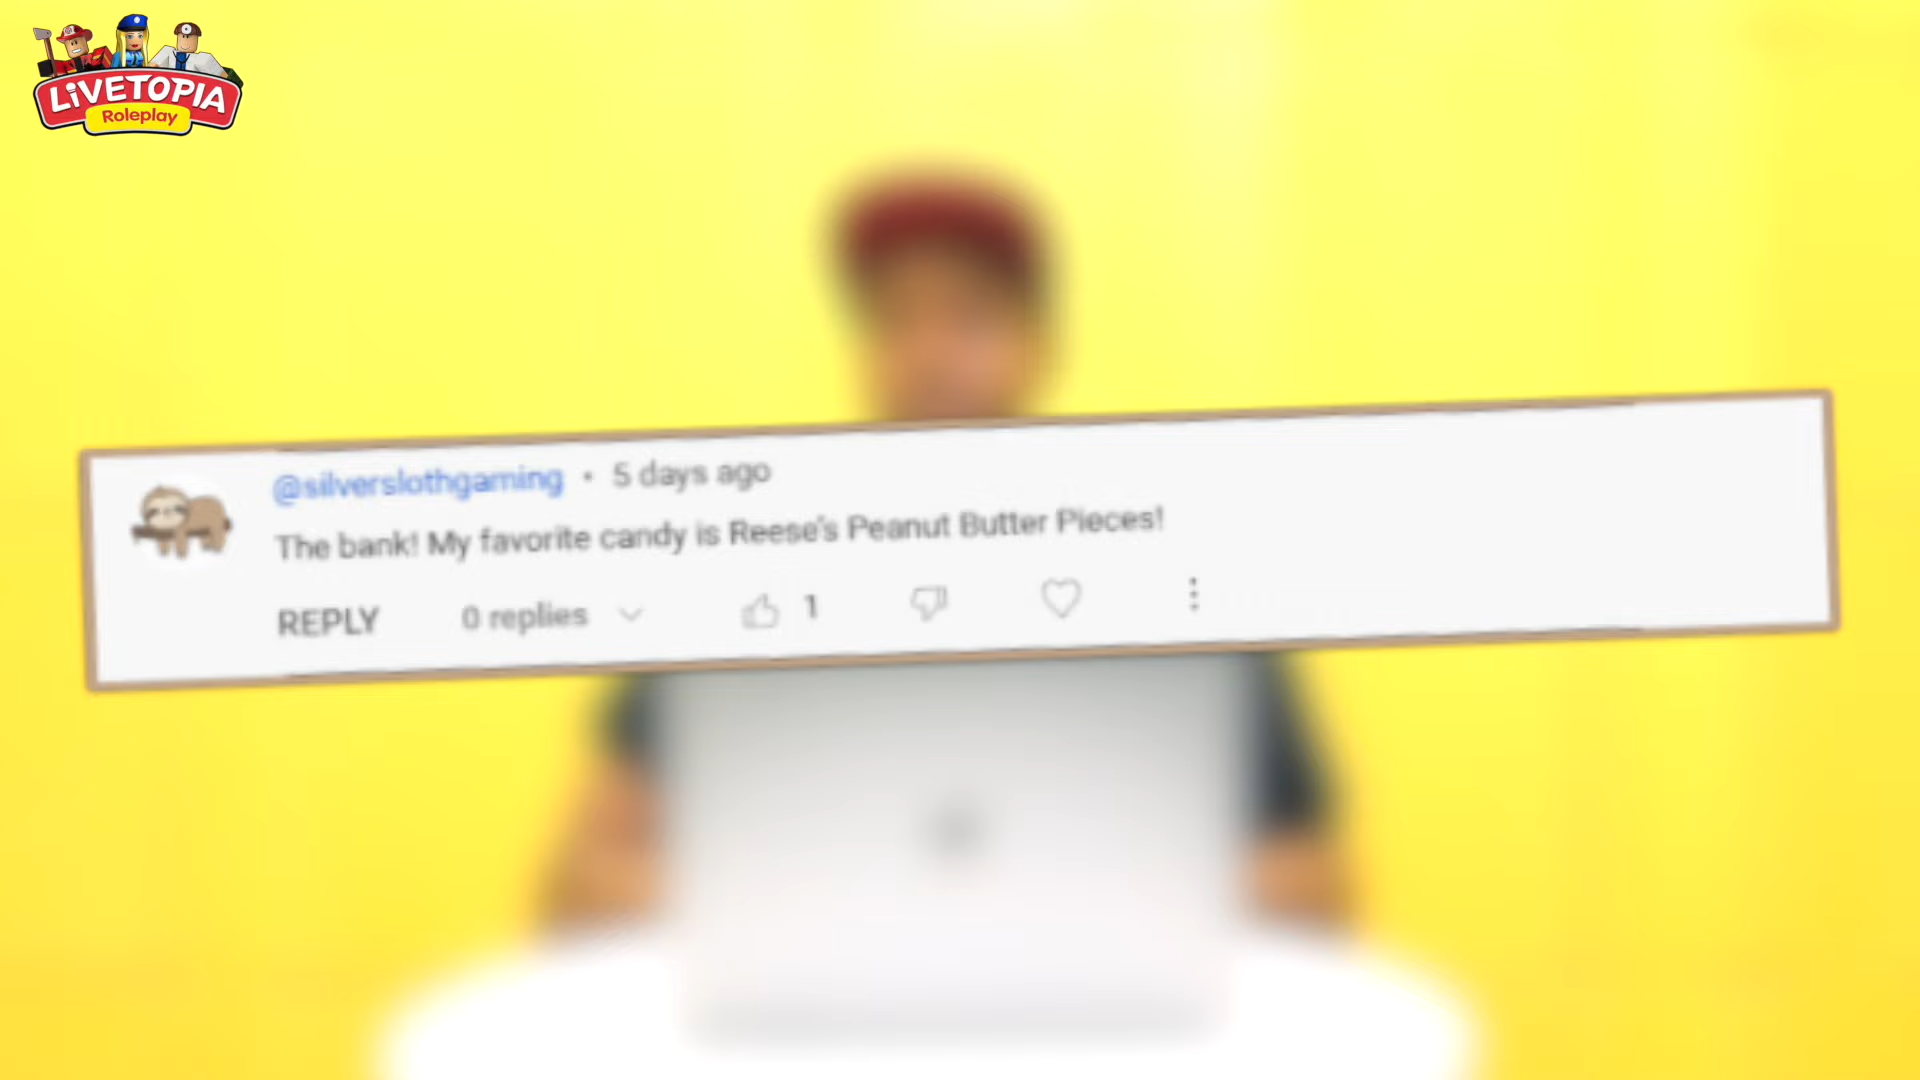 LIVETOPIA
Roleplay
@silverslothgaming • 5 days ago
The bank! My favorite candy is Reese's Peanut Butter Pieces!
REPLY 0 replies 1